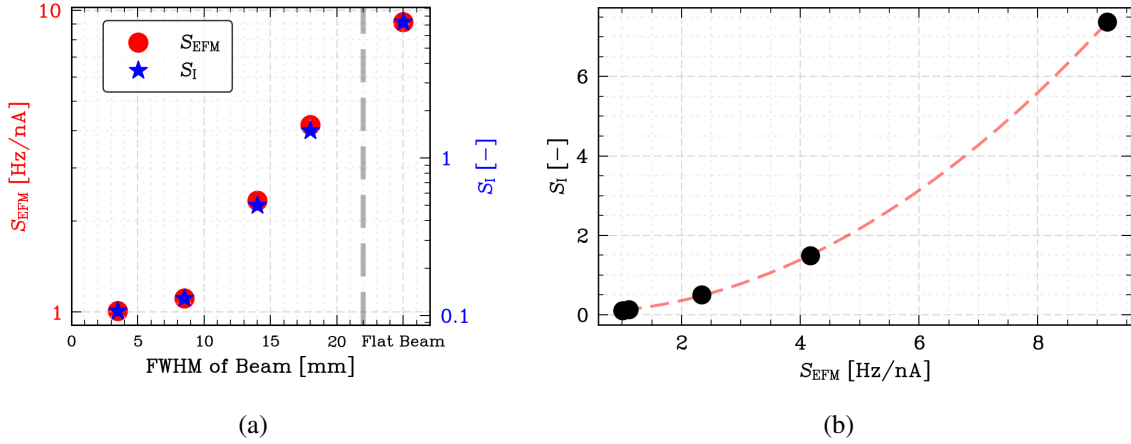 10
1
S_EFM [Hz/nA]
S_EFM
S_I
1
0.1
S_I [−]
0 5 10 15 20 Flat Beam
FWHM of Beam [mm]
(a)
6
4
2
0
S_I [−]
2 4 6 8
S_EFM [Hz/nA]
(b)